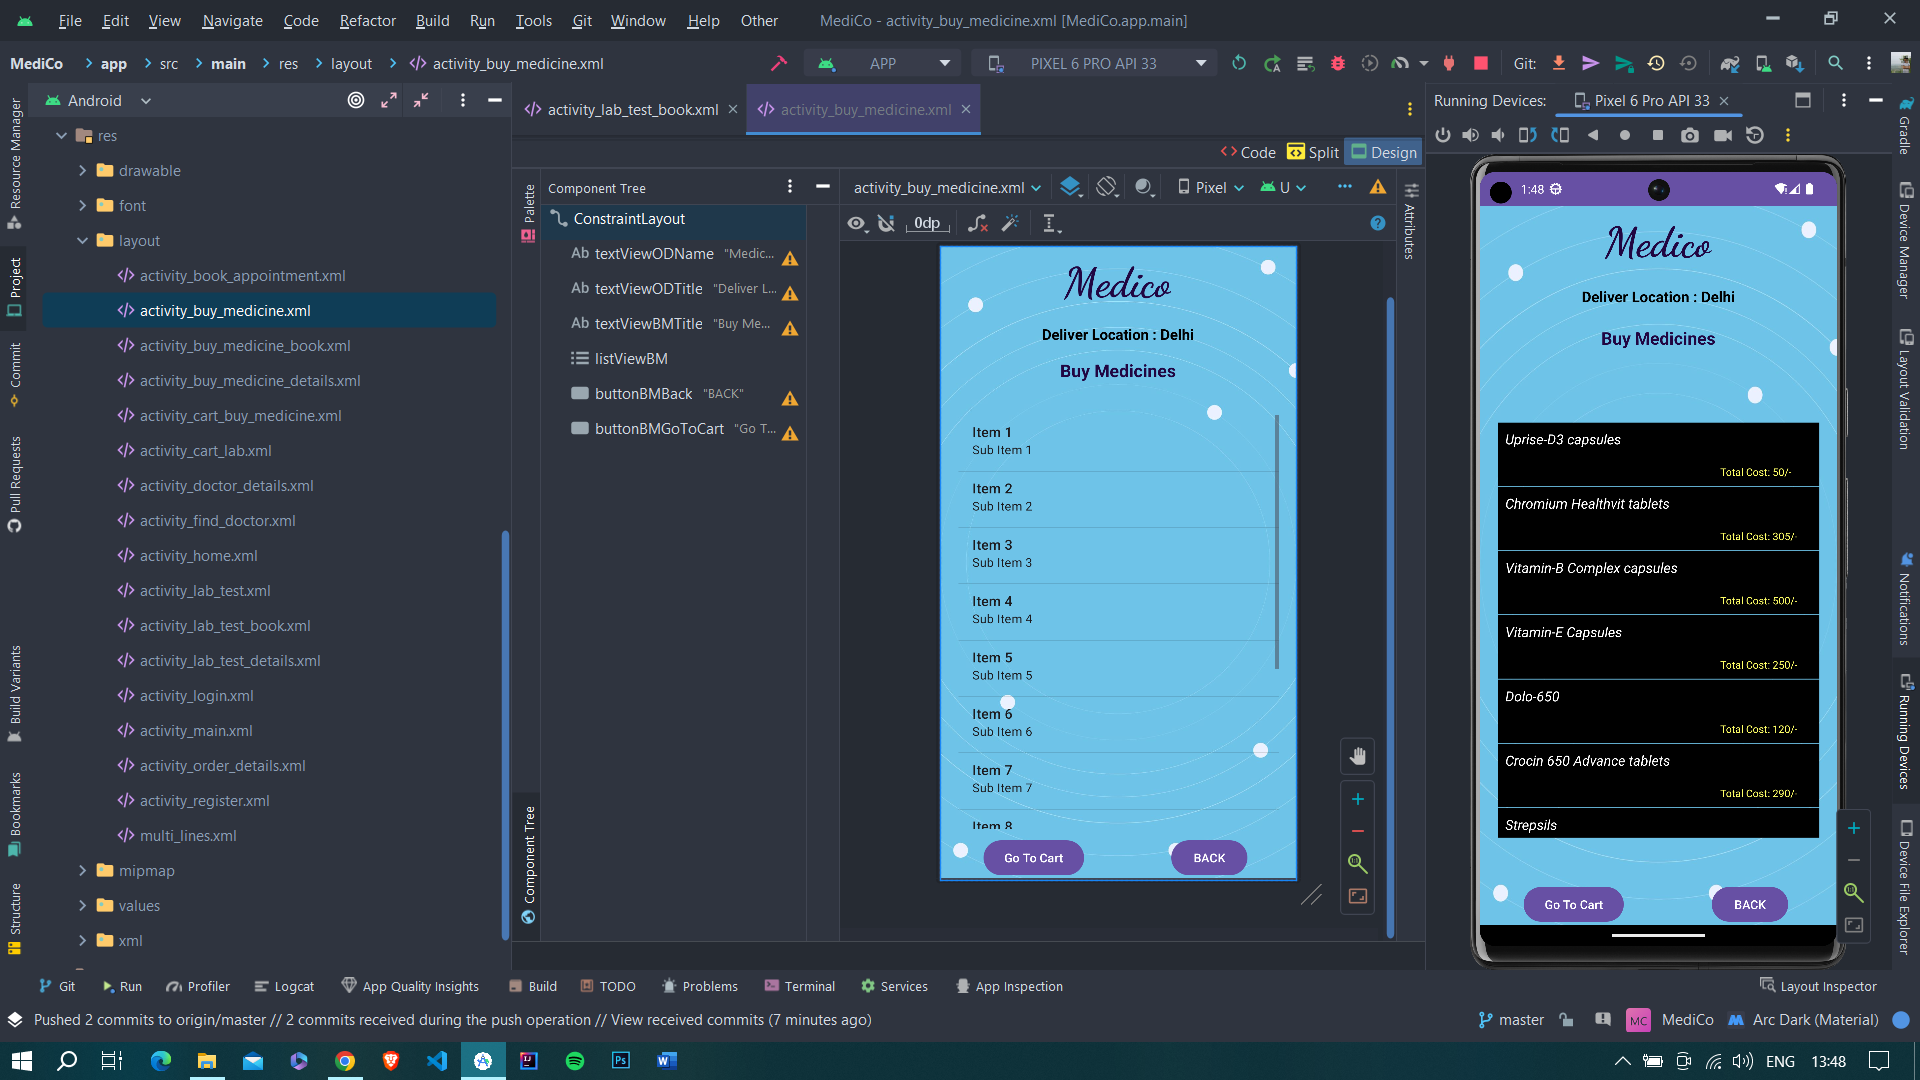 File Edit View Navigate Code Refactor Build Run Tools Git Window Help Other MediCo - activity_buy_medicine.xml [MediCo.app.main]
MediCo app src main res layout activity_buy_medicine.xml APP PIXEL 6 PRO API 33 Git:
Android
activity_lab_test_book.xml activity_buy_medicine.xml
Running Devices: Pixel 6 Pro API 33
Code Split Design
Resource Manager
Project
Commit
Pull Requests
Build Variants
Bookmarks
Structure
res
drawable
font
layout
activity_book_appointment.xml
activity_buy_medicine.xml
activity_buy_medicine_book.xml
activity_buy_medicine_details.xml
activity_cart_buy_medicine.xml
activity_cart_lab.xml
activity_doctor_details.xml
activity_find_doctor.xml
activity_home.xml
activity_lab_test.xml
activity_lab_test_book.xml
activity_lab_test_details.xml
activity_login.xml
activity_main.xml
activity_order_details.xml
activity_register.xml
multi_lines.xml
mipmap
values
xml
Palette
Component Tree
Component Tree
ConstraintLayout
Ab textViewODName "Medic...
Ab textViewODTitle "Deliver L...
Ab textViewBMTitle "Buy Me...
listViewBM
buttonBMBack "BACK"
buttonBMGoToCart "Go T...
activity_buy_medicine.xml Pixel U
0dp
Attributes
Medico
Deliver Location : Delhi
Buy Medicines
Item 1
Sub Item 1
Item 2
Sub Item 2
Item 3
Sub Item 3
Item 4
Sub Item 4
Item 5
Sub Item 5
Item 6
Sub Item 6
Item 7
Sub Item 7
Item 8
Go To Cart BACK
1:48
Medico
Deliver Location : Delhi
Buy Medicines
Uprise-D3 capsules
Total Cost: 50/-
Chromium Healthvit tablets
Total Cost: 305/-
Vitamin-B Complex capsules
Total Cost: 500/-
Vitamin-E Capsules
Total Cost: 250/-
Dolo-650
Total Cost: 120/-
Crocin 650 Advance tablets
Total Cost: 290/-
Strepsils
Go To Cart BACK
Gradle
Device Manager
Layout Validation
Notifications
Running Devices
Device File Explorer
Git Run Profiler Logcat App Quality Insights Build TODO Problems Terminal Services App Inspection Layout Inspector
Pushed 2 commits to origin/master // 2 commits received during the push operation // View received commits (7 minutes ago)
master MC MediCo Arc Dark (Material)
Ps W ENG 13:48